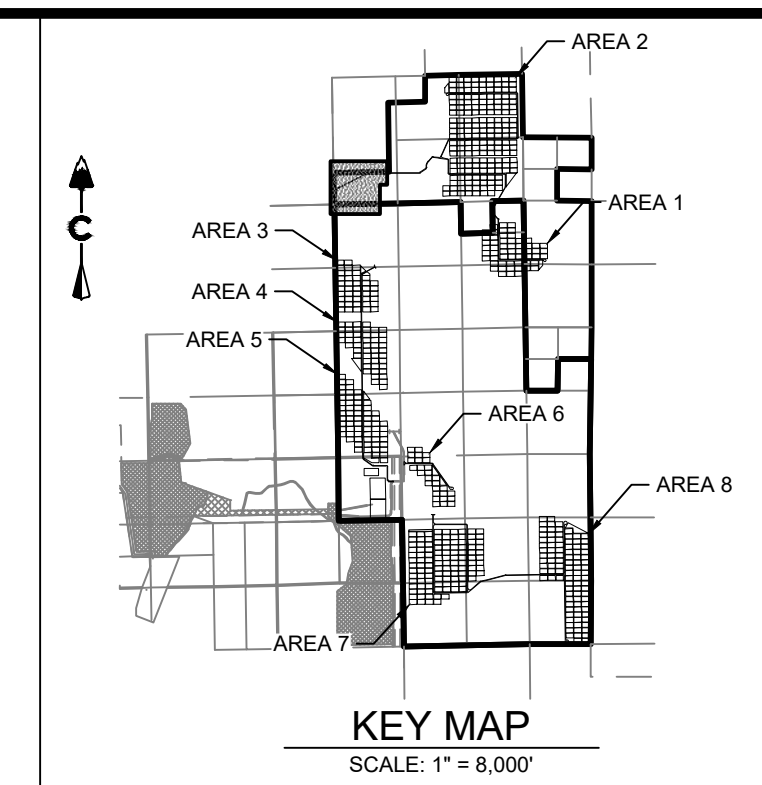 AREA 2
AREA 1
AREA 3
AREA 4
AREA 5
AREA 6
AREA 8
AREA 7
C
KEY MAP
SCALE: 1" = 8,000'